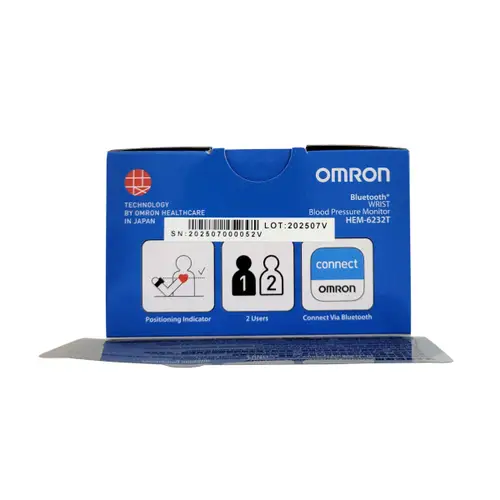 OMRON
TECHNOLOGY
BY OMRON HEALTHCARE
IN JAPAN
Bluetooth®
WRIST
Blood Pressure Monitor
HEM-6232T
LOT:202507V
SN:202507000052V
1 2
connect
OMRON
Positioning Indicator
2 Users
Connect Via Bluetooth